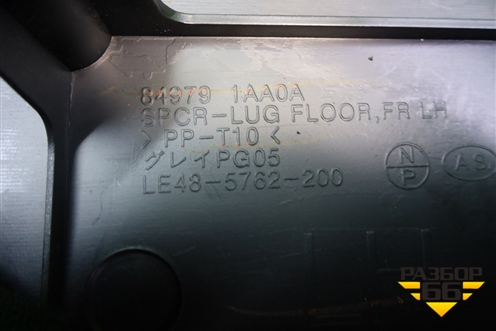 84979 1AA0A
SPCR-LUG FLOOR,FR LH
> PP-T10 <
グレイPG05
LE48-5762-200
N
P
AS
РАЗБОР
66